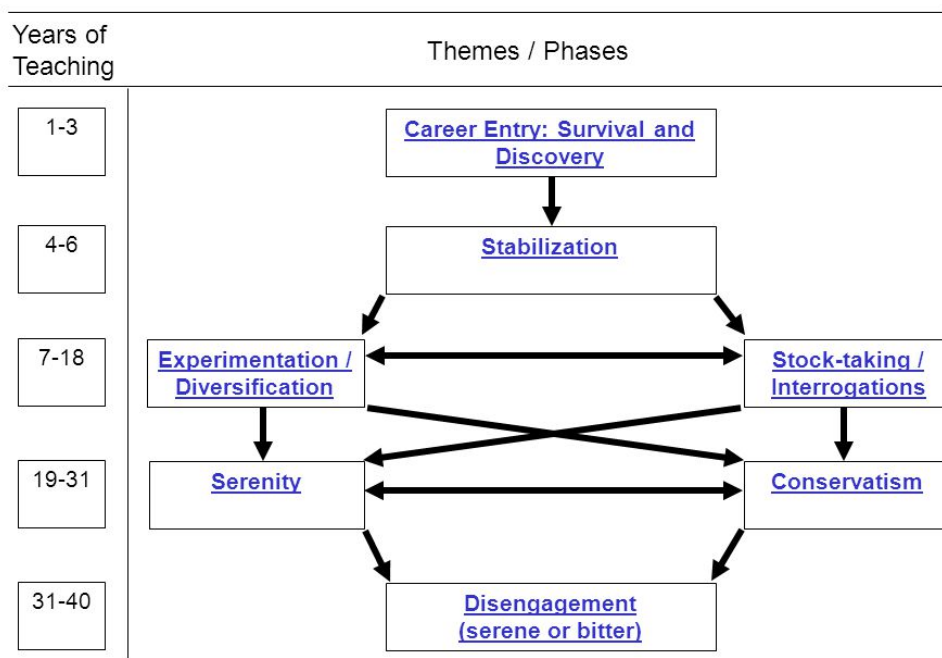 Years of
Teaching
Themes / Phases
1-3
Career Entry: Survival and
Discovery
4-6
Stabilization
7-18
Experimentation /
Diversification
Stock-taking /
Interrogations
19-31
Serenity
Conservatism
31-40
Disengagement
(serene or bitter)